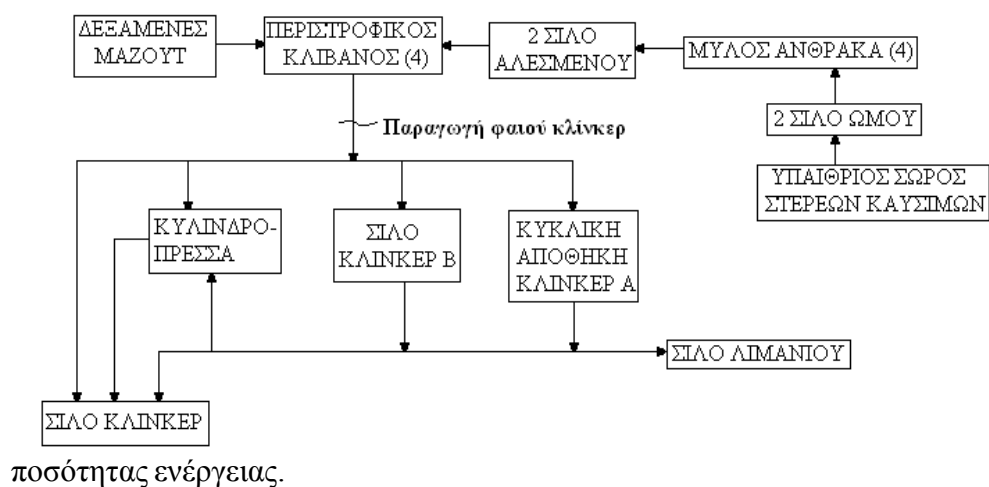 ΔΕΞΑΜΕΝΕΣ
ΜΑΖΟΥΤ
ΠΕΡΙΣΤΡΟΦΙΚΟΣ
ΚΛΙΒΑΝΟΣ (4)
2 ΣΙΛΟ
ΑΛΕΣΜΕΝΟΥ
ΜΥΛΟΣ ΑΝΘΡΑΚΑ (4)
2 ΣΙΛΟ ΩΜΟΥ
ΥΠΑΙΘΡΙΟΣ ΣΩΡΟΣ
ΣΤΕΡΕΩΝ ΚΑΥΣΙΜΩΝ
Παραγωγή φαιού κλίνκερ
ΚΥΛΙΝΔΡΟ-
ΠΡΕΣΣΑ
ΣΙΛΟ
ΚΛΙΝΚΕΡ Β
ΚΥΚΛΙΚΗ
ΑΠΟΘΗΚΗ
ΚΛΙΝΚΕΡ Α
ΣΙΛΟ ΛΙΜΑΝΙΟΥ
ΣΙΛΟ ΚΛΙΝΚΕΡ
ποσότητας ενέργειας.